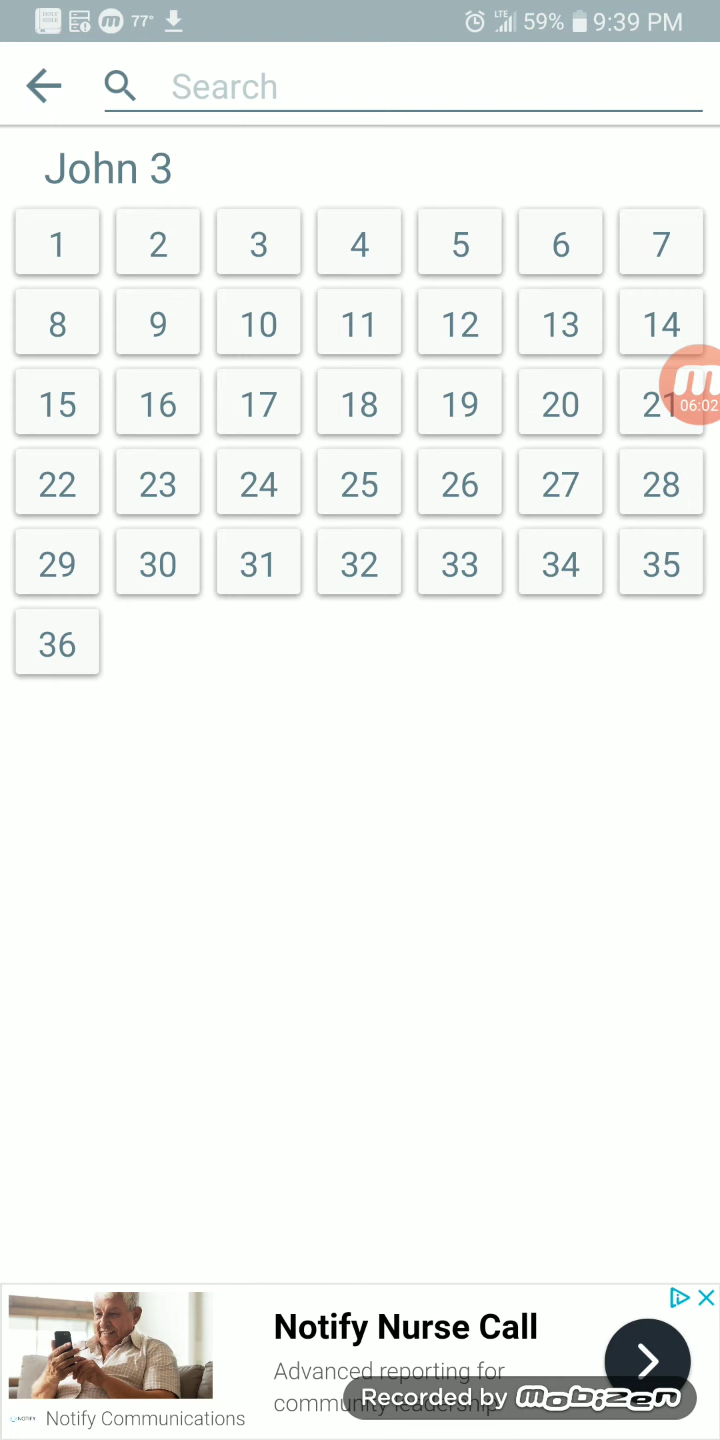 77°
LTE 59% 9:39 PM
Search
John 3
1 2 3 4 5 6 7
8 9 10 11 12 13 14
15 16 17 18 19 20 21
06:02
22 23 24 25 26 27 28
29 30 31 32 33 34 35
36
Notify Nurse Call
Advanced reporting for
community leadership
Recorded by Mobizen
NOTIFY Notify Communications